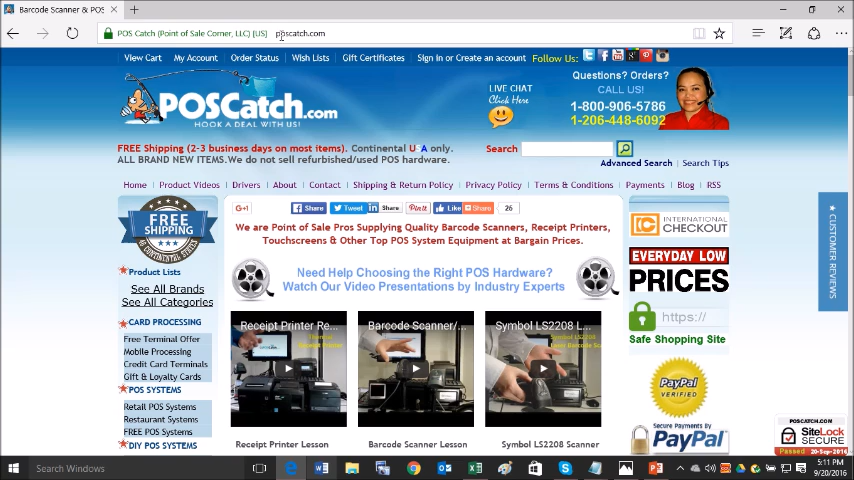 Barcode Scanner & POS
POS Catch (Point of Sale Corner, LLC) [US] poscatch.com
View Cart My Account Order Status Wish Lists Gift Certificates Sign in or Create an account Follow Us:
POSCatch.com
HOOK A DEAL WITH US!
LIVE CHAT
Click Here
Questions? Orders?
CALL US!
1-800-906-5786
1-206-448-6092
FREE Shipping (2-3 business days on most items). Continental USA only.
ALL BRAND NEW ITEMS.We do not sell refurbished/used POS hardware.
Search
Advanced Search | Search Tips
Home Product Videos Drivers About Contact Shipping & Return Policy Privacy Policy Terms & Conditions Payments Blog RSS
FREE
SHIPPING
G+1 Share Tweet Share Pin it Like Share 26
We are Point of Sale Pros Supplying Quality Barcode Scanners, Receipt Printers,
Touchscreens & Other Top POS System Equipment at Bargain Prices.
Need Help Choosing the Right POS Hardware?
Watch Our Video Presentations by Industry Experts
Product Lists
See All Brands
See All Categories
CARD PROCESSING
Free Terminal Offer
Mobile Processing
Credit Card Terminals
Gift & Loyalty Cards
POS SYSTEMS
Retail POS Systems
Restaurant Systems
FREE POS Systems
DIY POS SYSTEMS
Receipt Printer Re...
Barcode Scanner/...
Symbol LS2208 L...
Receipt Printer Lesson
Barcode Scanner Lesson
Symbol LS2208 Scanner
INTERNATIONAL
CHECKOUT
EVERYDAY LOW
PRICES
https://
Safe Shopping Site
PayPal
VERIFIED
Secure Payments By
PayPal
CUSTOMER REVIEWS
POSCATCH.COM
SiteLock
SECURE
Passed 20-Sep-2016
Search Windows
5:11 PM
9/20/2016